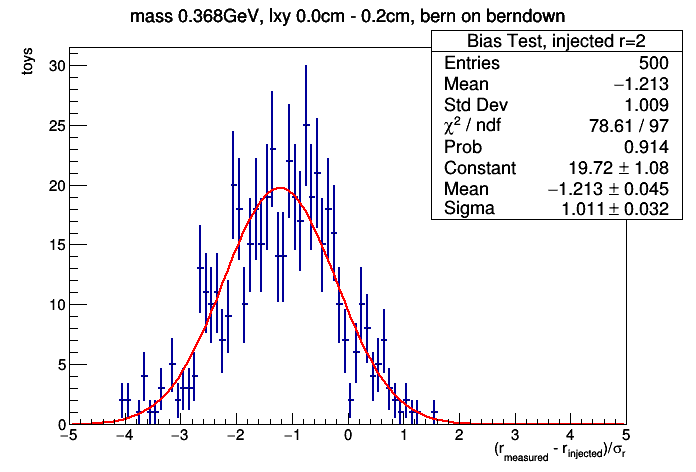 mass 0.368GeV, lxy 0.0cm - 0.2cm, bern on berndown
toys
Bias Test, injected r=2
Entries 500
Mean −1.213
Std Dev 1.009
χ² / ndf 78.61 / 97
Prob 0.914
Constant 19.72 ± 1.08
Mean −1.213 ± 0.045
Sigma 1.011 ± 0.032
30
25
20
15
10
5
0
−5 −4 −3 −2 −1 0 1 2 3 4 5
(r_measured - r_injected)/σ_r